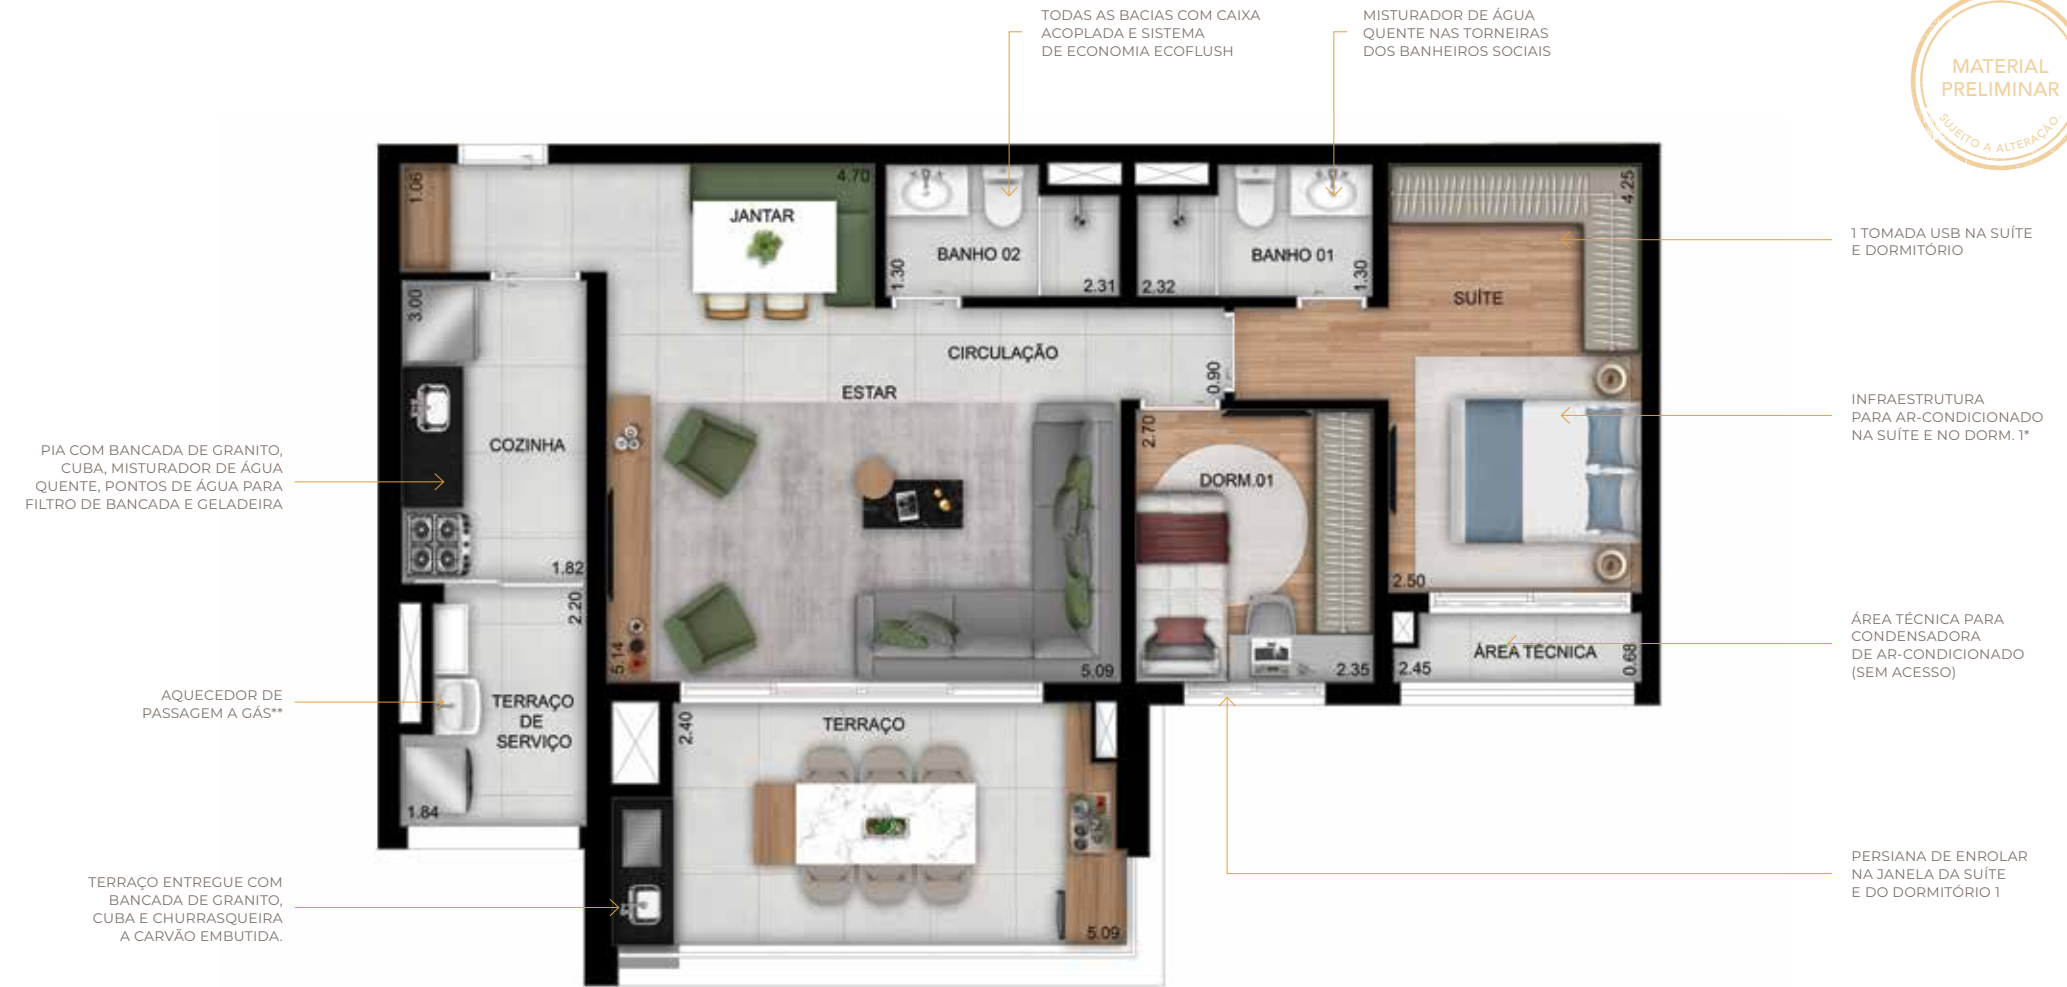 TODAS AS BACIAS COM CAIXA
ACOPLADA E SISTEMA
DE ECONOMIA ECOFLUSH
MISTURADOR DE ÁGUA
QUENTE NAS TORNEIRAS
DOS BANHEIROS SOCIAIS
MATERIAL
PRELIMINAR
SUJEITO A ALTERAÇÃO.
1 TOMADA USB NA SUÍTE
E DORMITÓRIO
INFRAESTRUTURA
PARA AR-CONDICIONADO
NA SUÍTE E NO DORM. 1*
ÁREA TÉCNICA PARA
CONDENSADORA
DE AR-CONDICIONADO
(SEM ACESSO)
PERSIANA DE ENROLAR
NA JANELA DA SUÍTE
E DO DORMITÓRIO 1
PIA COM BANCADA DE GRANITO,
CUBA, MISTURADOR DE ÁGUA
QUENTE, PONTOS DE ÁGUA PARA
FILTRO DE BANCADA E GELADEIRA
AQUECEDOR DE
PASSAGEM A GÁS**
TERRAÇO ENTREGUE COM
BANCADA DE GRANITO,
CUBA E CHURRASQUEIRA
A CARVÃO EMBUTIDA.
1.06
4.70
JANTAR
BANHO 02
1.30
2.31
BANHO 01
2.32
1.30
4.25
SUÍTE
3.00
CIRCULAÇÃO
0.90
ESTAR
COZINHA
1.82
2.70
DORM.01
2.50
2.20
5.14
5.09
2.35
ÁREA TÉCNICA
2.45
0.68
TERRAÇO
DE
SERVIÇO
1.84
2.40
TERRAÇO
5.09